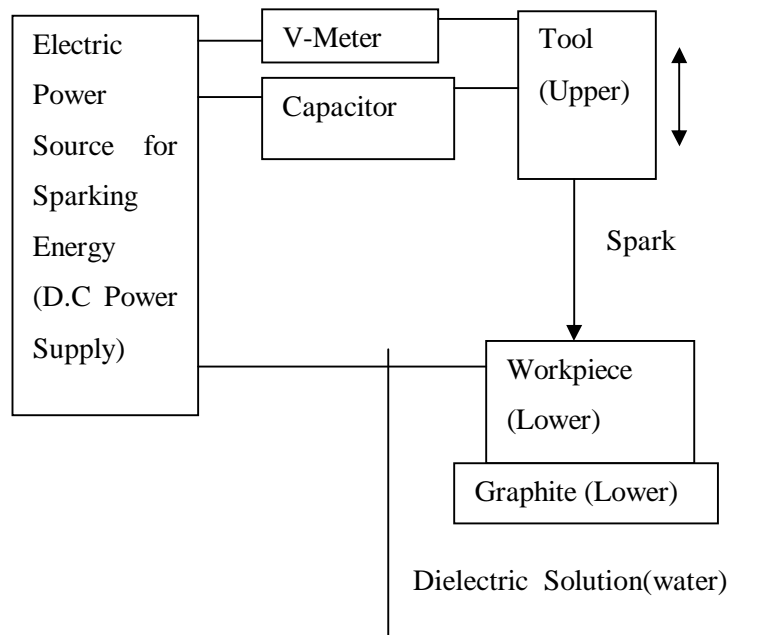 Electric
Power
Source for
Sparking
Energy
(D.C Power
Supply)
V-Meter
Capacitor
Tool
(Upper)
Spark
Workpiece
(Lower)
Graphite (Lower)
Dielectric Solution(water)